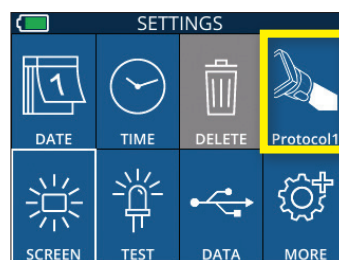 SETTINGS
1
DATE TIME DELETE Protocol1
SCREEN TEST DATA MORE